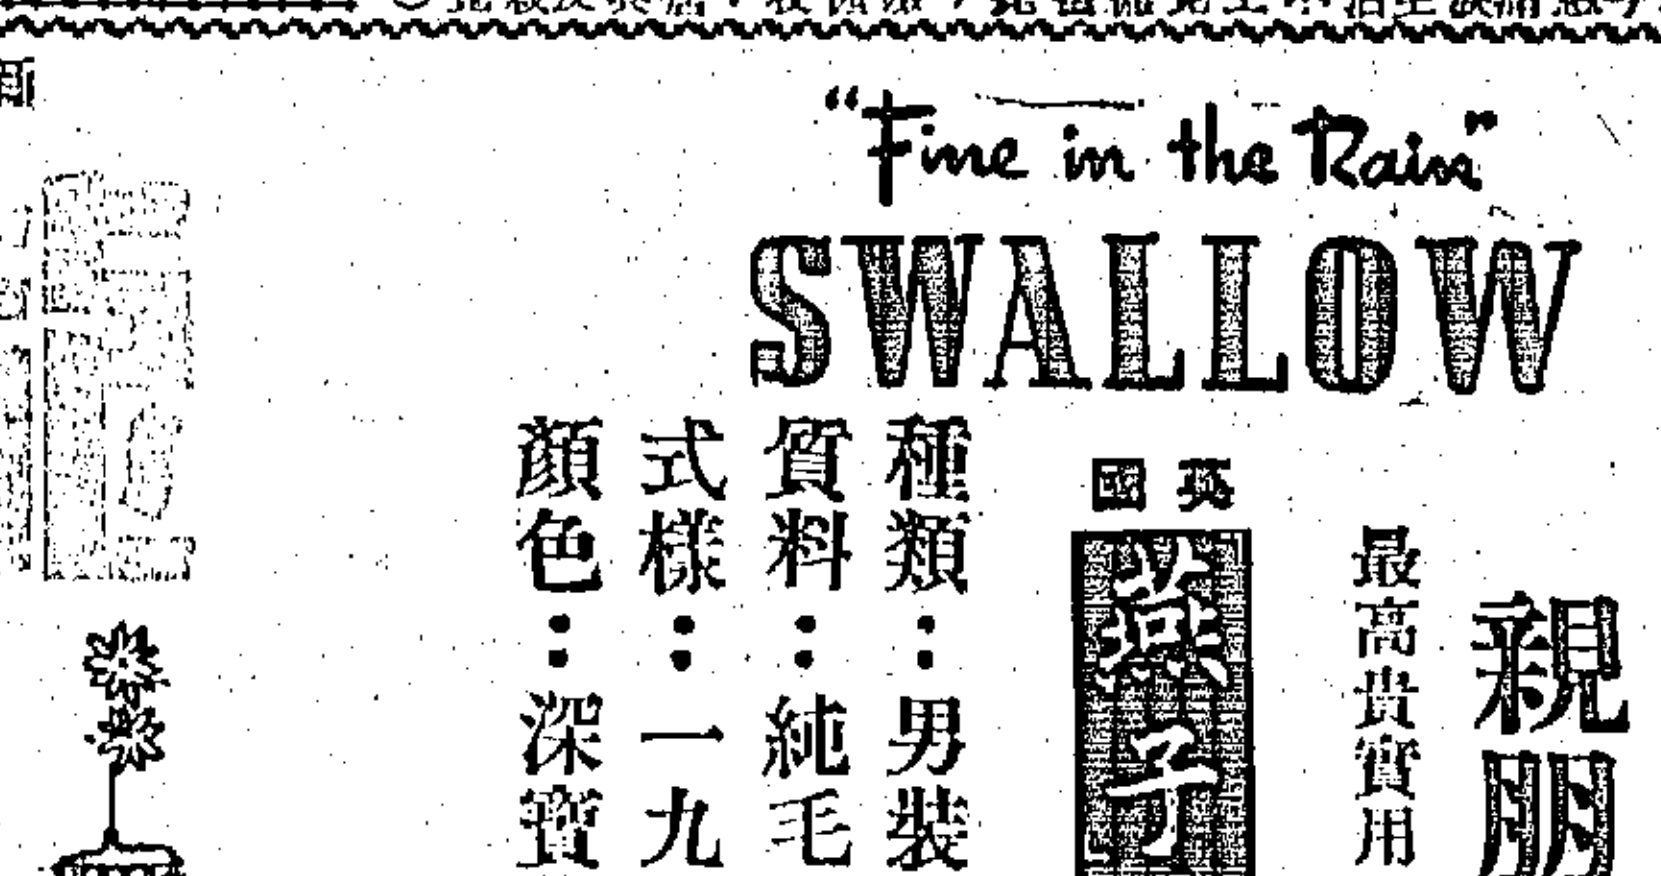 "Fine in the Rain"
SWALLOW
親朋
最高貴實用
英國
燕子
種類：男裝
質料：純毛
式樣：一九
顏色：深寶